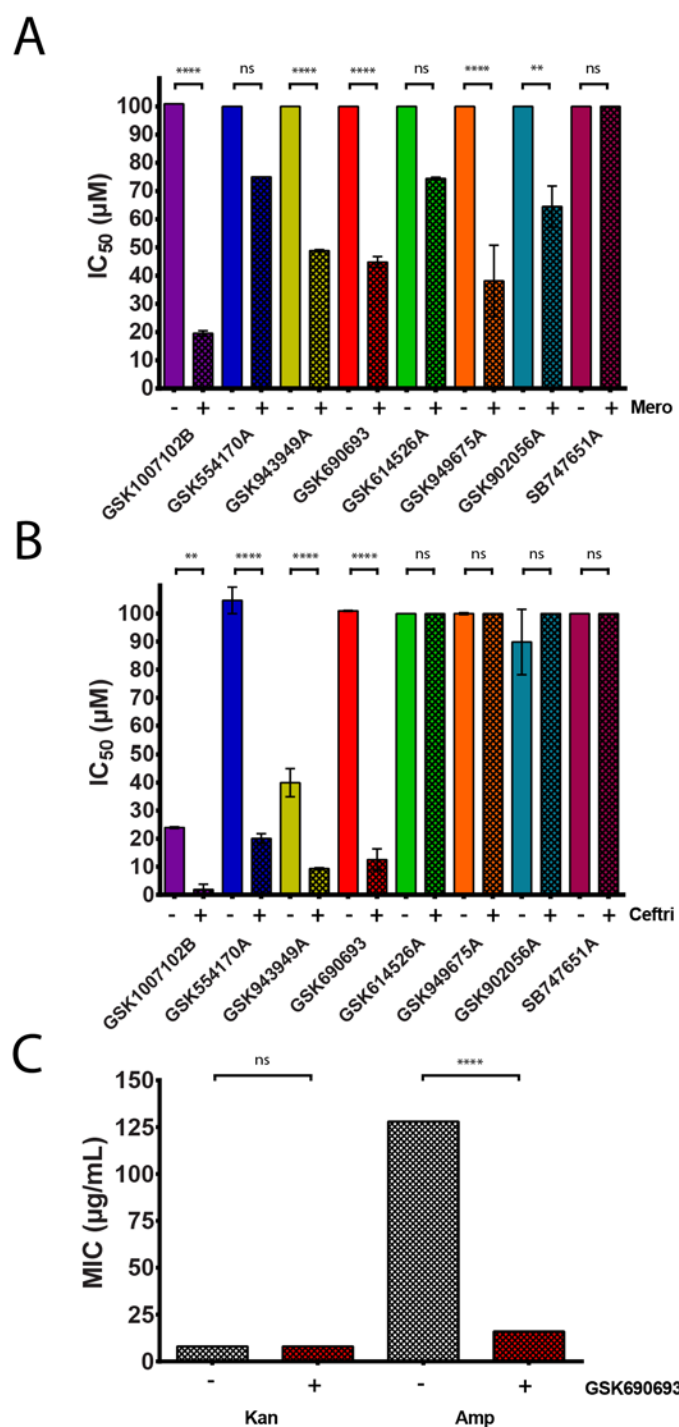 A
**** ns **** **** ns **** ** ns
IC50 (µM)
100
90
80
70
60
50
40
30
20
10
0
- + - + - + - + - + - + - + - + Mero
GSK1007102B GSK554170A GSK943949A GSK690693 GSK614526A GSK949675A GSK902056A SB747651A
B
** **** **** **** ns ns ns ns
IC50 (µM)
100
90
80
70
60
50
40
30
20
10
0
- + - + - + - + - + - + - + - + Ceftri
GSK1007102B GSK554170A GSK943949A GSK690693 GSK614526A GSK949675A GSK902056A SB747651A
C
ns ****
MIC (µg/mL)
150
125
100
75
50
25
0
- + - + GSK690693
Kan Amp